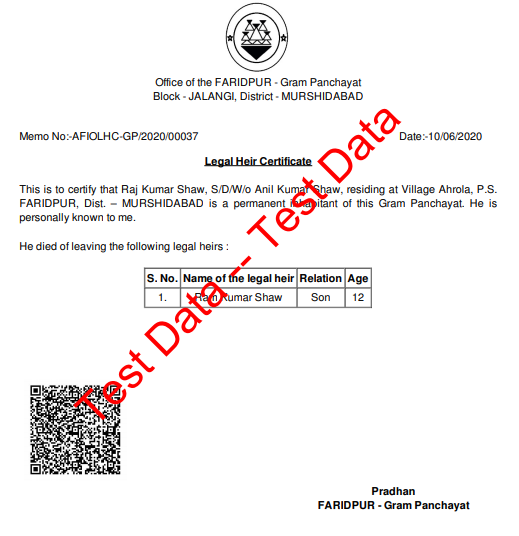 Office of the FARIDPUR - Gram Panchayat
Block - JALANGI, District - MURSHIDABAD
Memo No:-AFIOLHC-GP/2020/00037 Date:-10/06/2020
Legal Heir Certificate
This is to certify that Raj Kumar Shaw, S/D/W/o Anil Kumar Shaw, residing at Village Ahrola, P.S.
FARIDPUR, Dist. – MURSHIDABAD is a permanent inhabitant of this Gram Panchayat. He is
personally known to me.
He died of leaving the following legal heirs :
S. No. Name of the legal heir Relation Age
1. Ram Kumar Shaw Son 12
Test Data -- Test Data
Pradhan
FARIDPUR - Gram Panchayat